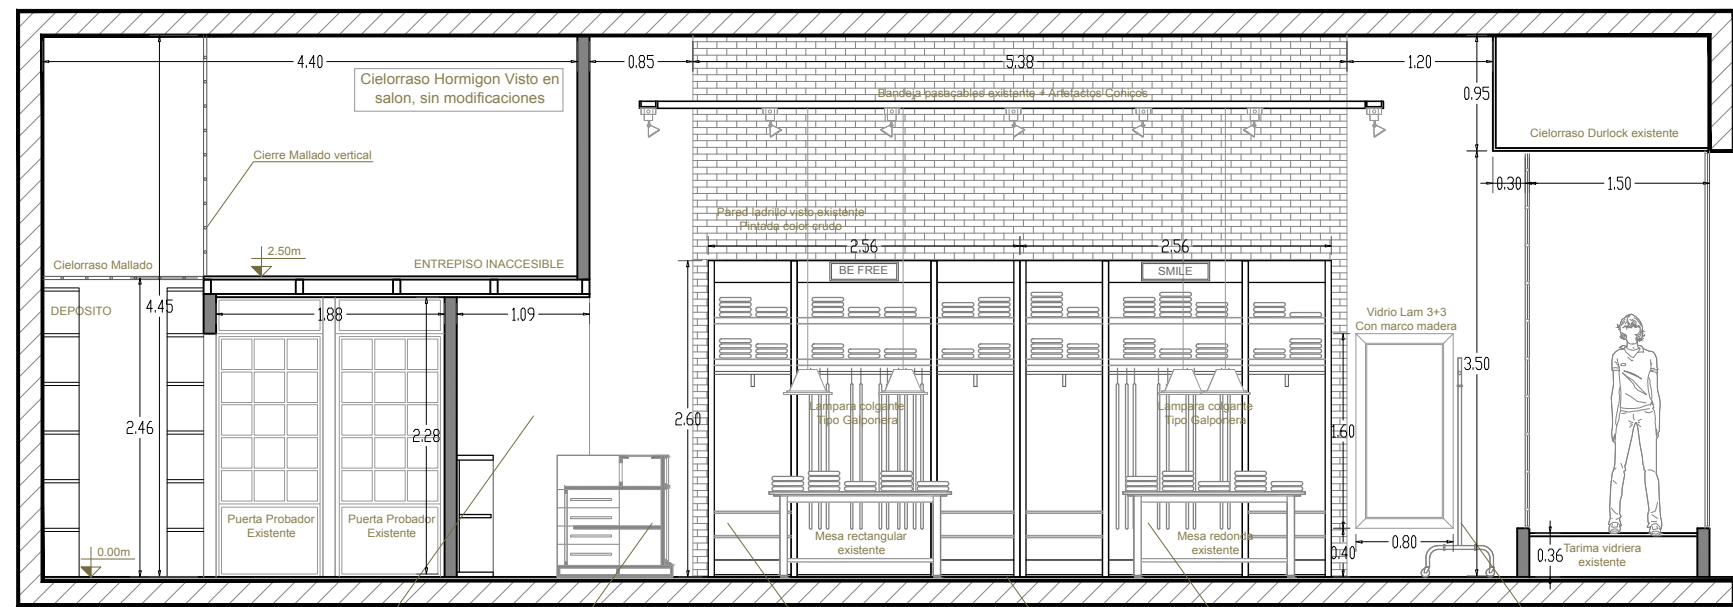 4.40
0.85
5.38
1.20
Cielorraso Hormigon Visto en
salon, sin modificaciones
Bandeja pasacables existente + Artefactos Conicos
0.95
Cielorraso Durlock existente
Cierre Mallado vertical
0.30
1.50
Pared ladrillo visto existente
Pintada color crudo
2.56
2.56
2.50m
Cielorraso Mallado
ENTREPISO INACCESIBLE
BE FREE
SMILE
DEPOSITO
4.45
1.88
1.09
Vidrio Lam 3+3
Con marco madera
3.50
Lampara colgante
Tipo Galponera
Lampara colgante
Tipo Galponera
2.46
2.28
2.60
1.60
Puerta Probador
Existente
Puerta Probador
Existente
Mesa rectangular
existente
Mesa redonda
existente
0.80
0.40
0.36
Tarima vidriera
existente
0.00m